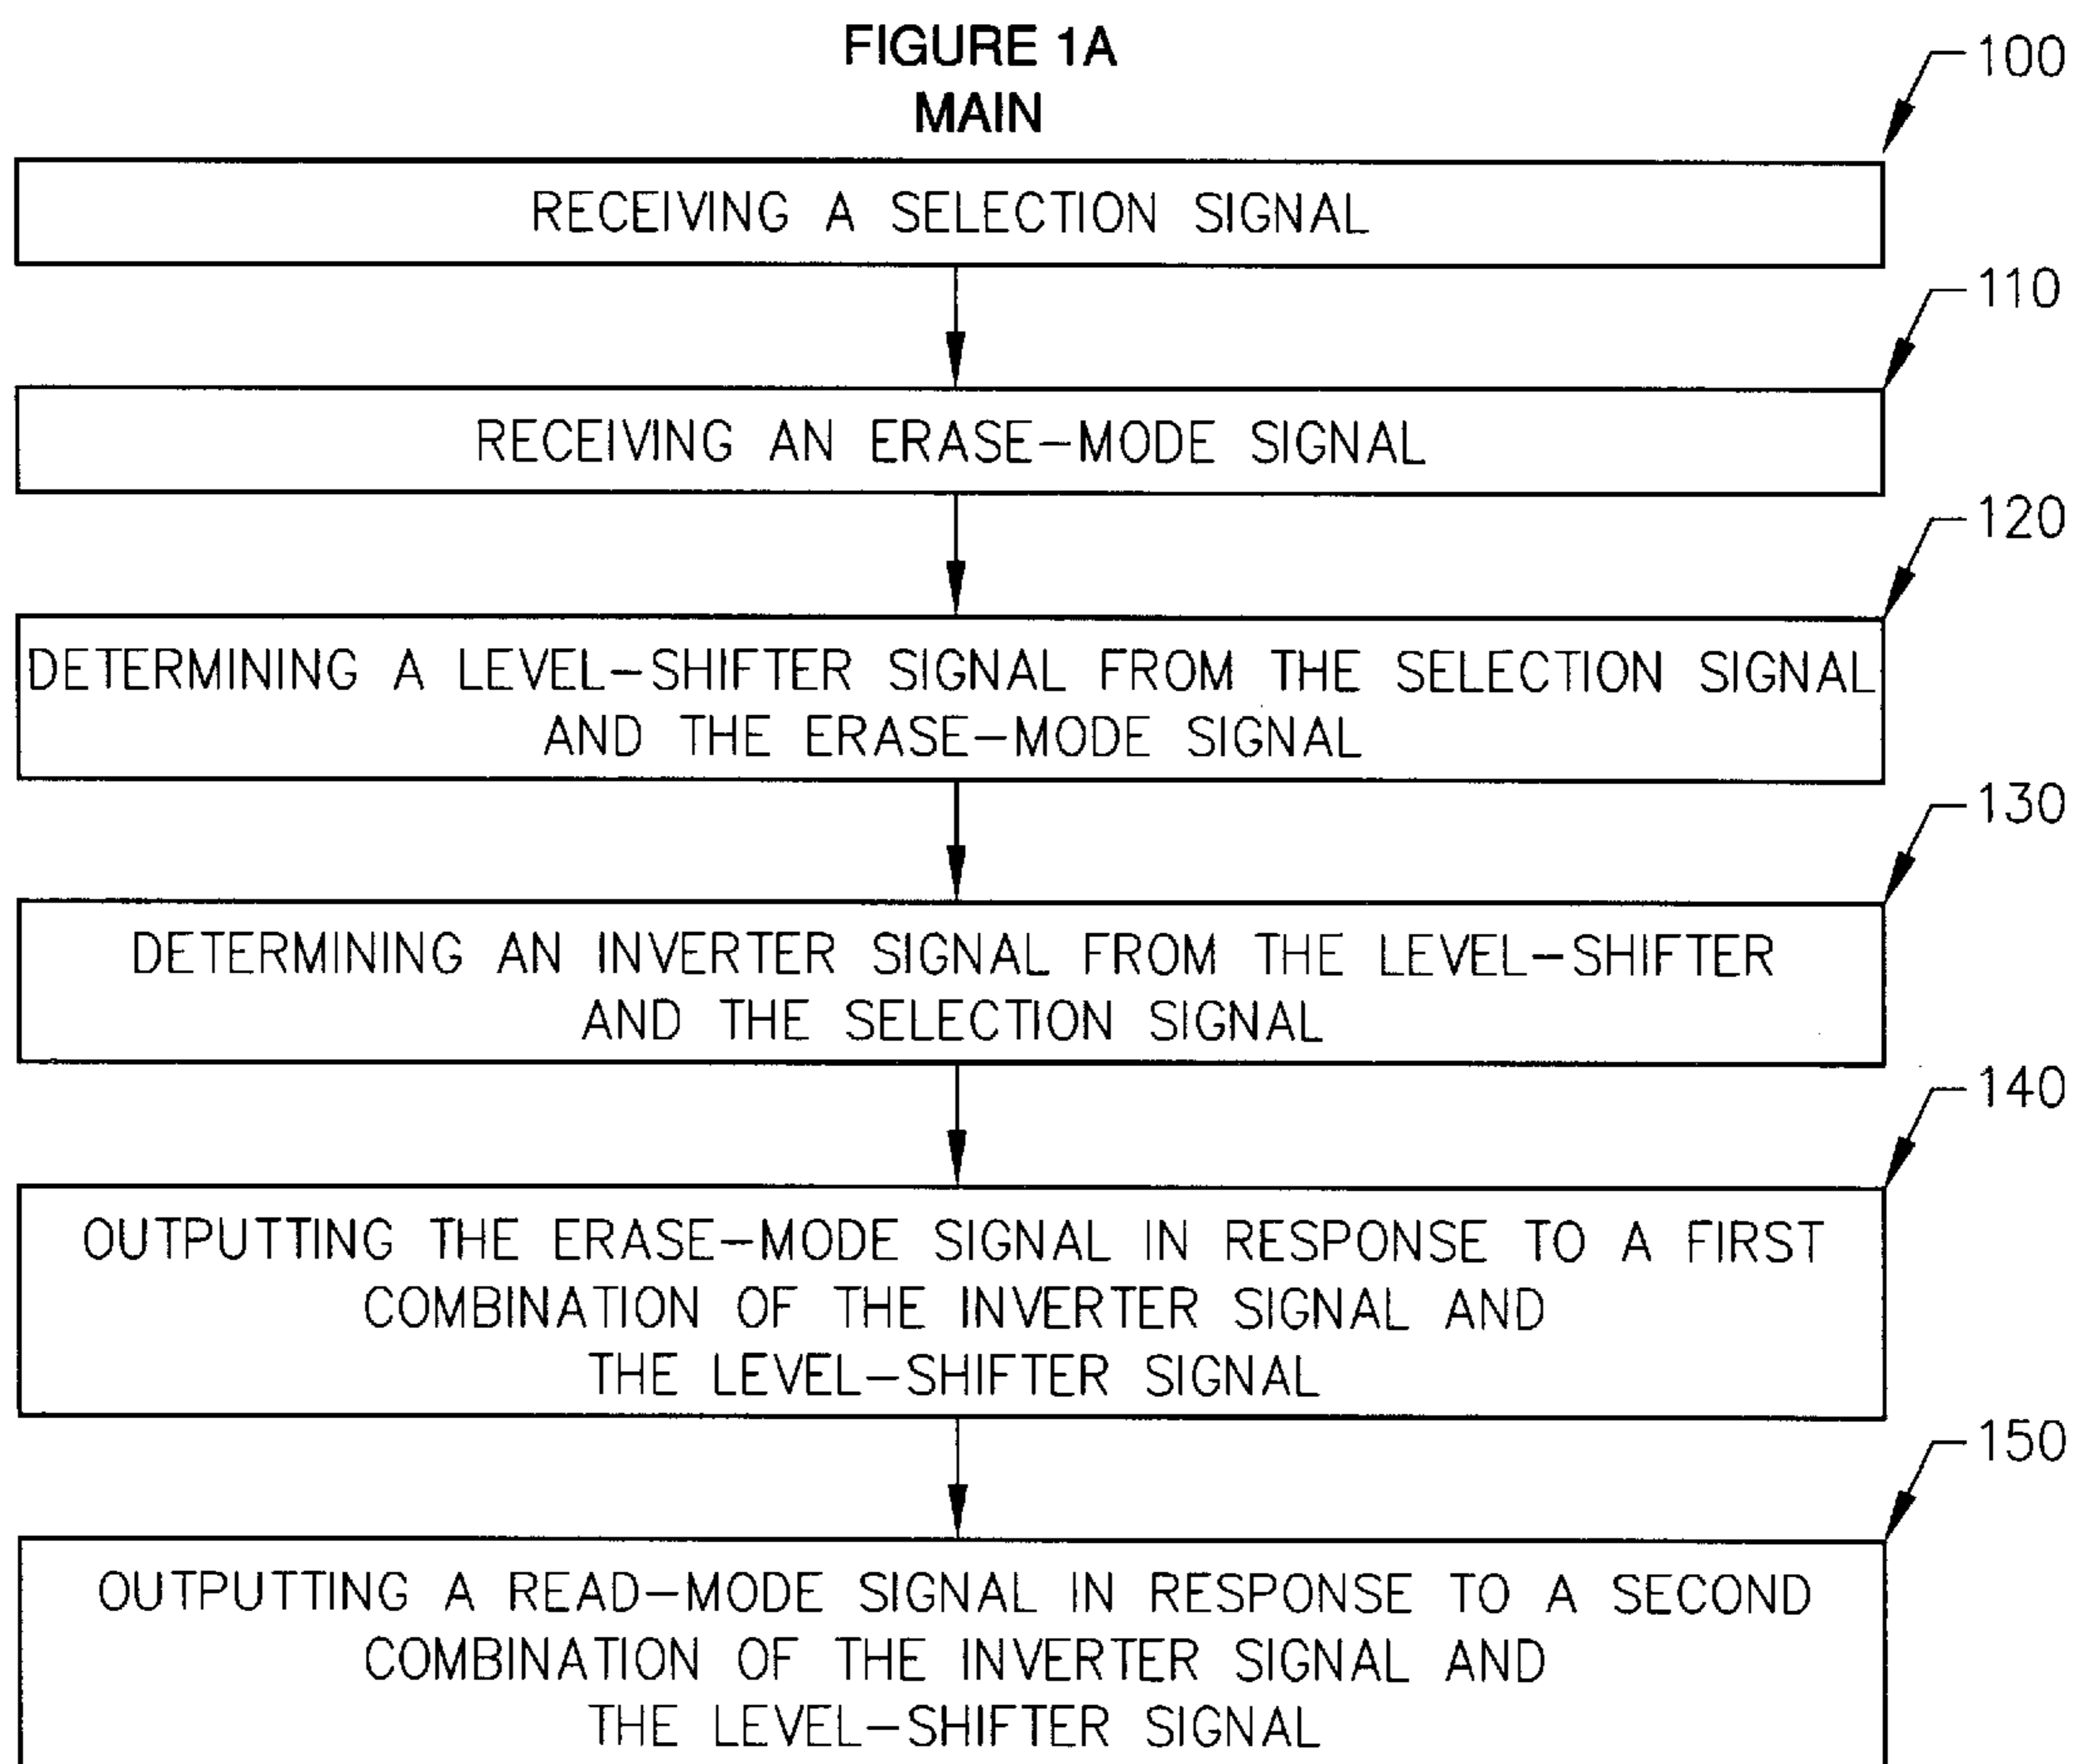 FIGURE 1A
MAIN
100
RECEIVING A SELECTION SIGNAL
110
RECEIVING AN ERASE-MODE SIGNAL
120
DETERMINING A LEVEL-SHIFTER SIGNAL FROM THE SELECTION SIGNAL
AND THE ERASE-MODE SIGNAL
130
DETERMINING AN INVERTER SIGNAL FROM THE LEVEL-SHIFTER
AND THE SELECTION SIGNAL
140
OUTPUTTING THE ERASE-MODE SIGNAL IN RESPONSE TO A FIRST
COMBINATION OF THE INVERTER SIGNAL AND
THE LEVEL-SHIFTER SIGNAL
150
OUTPUTTING A READ-MODE SIGNAL IN RESPONSE TO A SECOND
COMBINATION OF THE INVERTER SIGNAL AND
THE LEVEL-SHIFTER SIGNAL